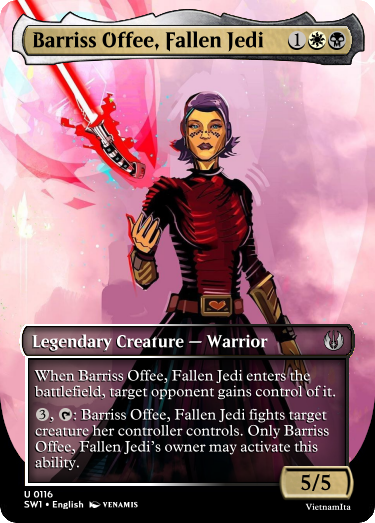 Barriss Offee, Fallen Jedi 1
Legendary Creature — Warrior
When Barriss Offee, Fallen Jedi enters the
battlefield, target opponent gains control of it.
3, : Barriss Offee, Fallen Jedi fights target
creature her controller controls. Only Barriss
Offee, Fallen Jedi's owner may activate this
ability.
5/5
U 0116
SW1 • English VENAMIS
VietnamIta